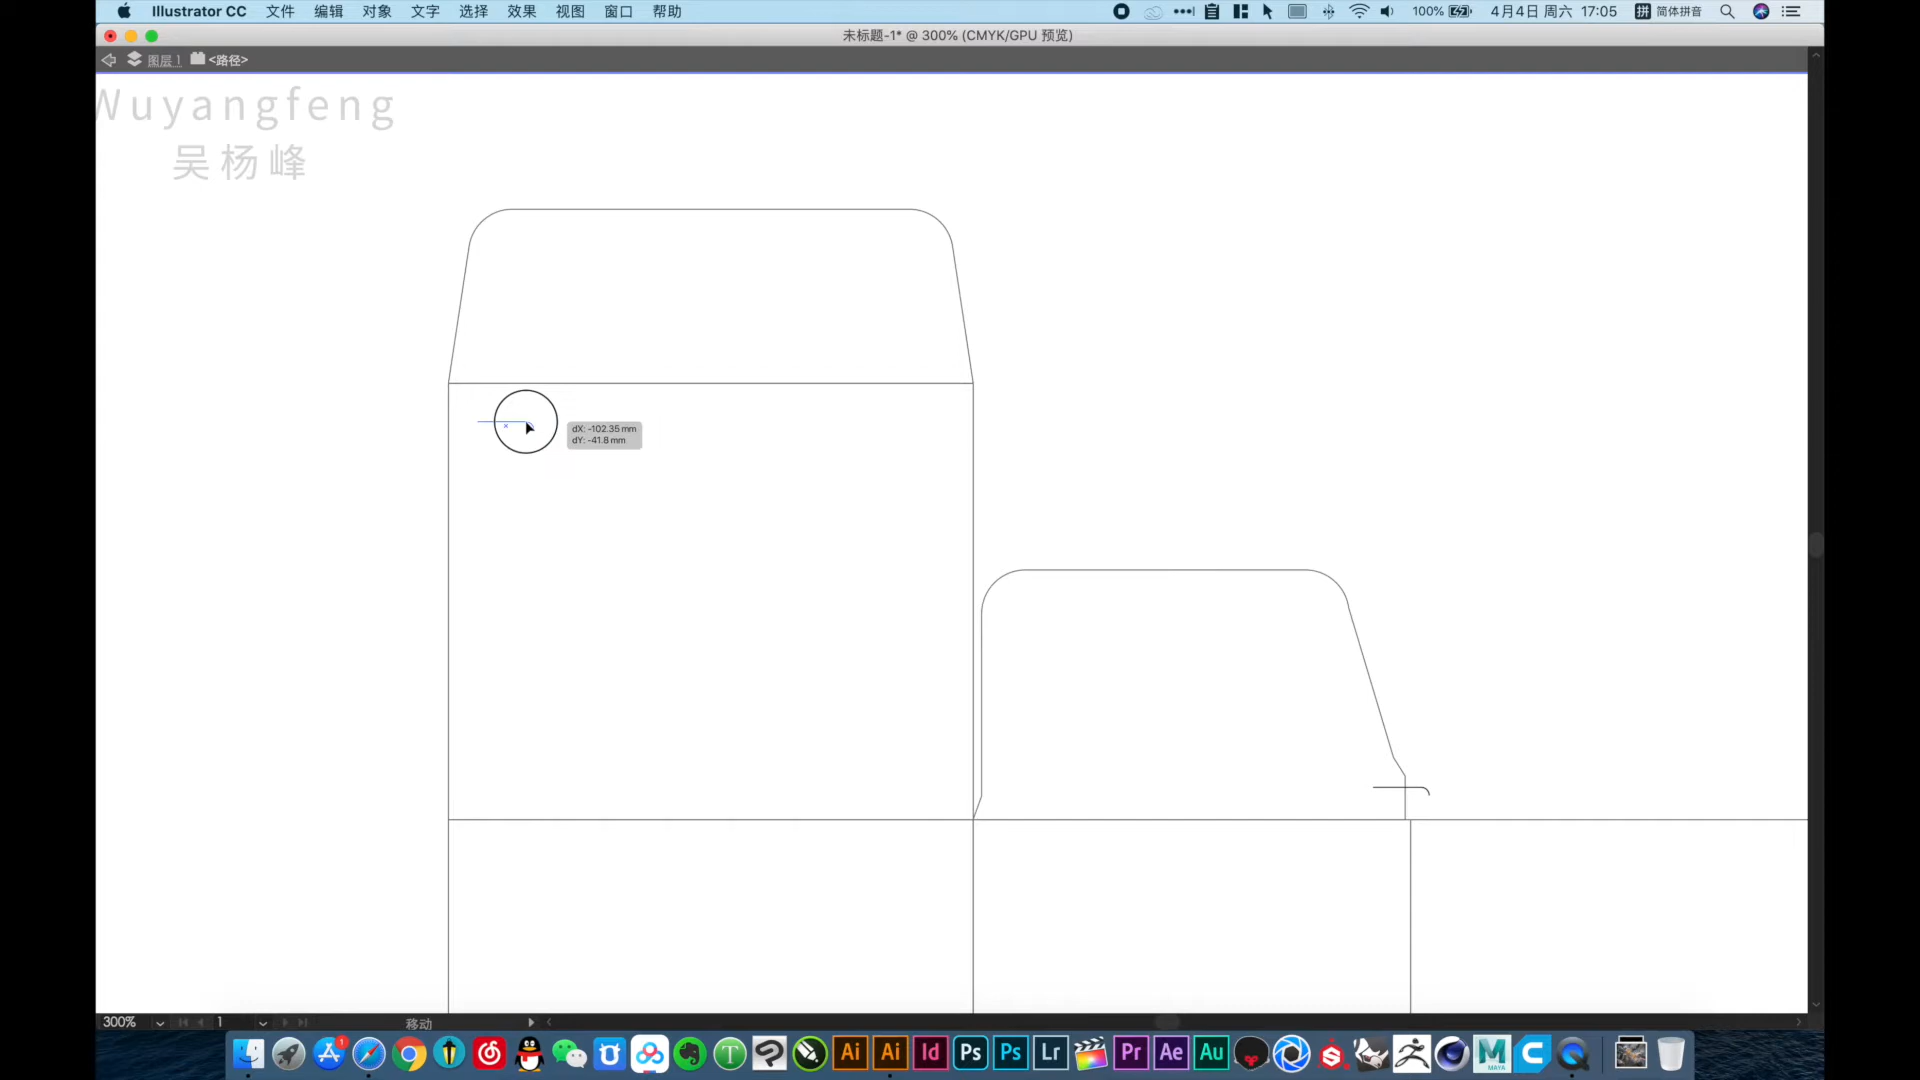 Illustrator CC 文件 编辑 对象 文字 选择 效果 视图 窗口 帮助 100% 4月4日 周六 17:05 拼 简体拼音
未标题-1* @ 300% (CMYK/GPU 预览)
图层 1 <路径>
Wuyangfeng
吴杨峰
dX: -102.35 mm
dY: -41.8 mm
300% 1 移动
1 T Ai Ai Id Ps Ps Lr Pr Ae Au S M C
MAYA